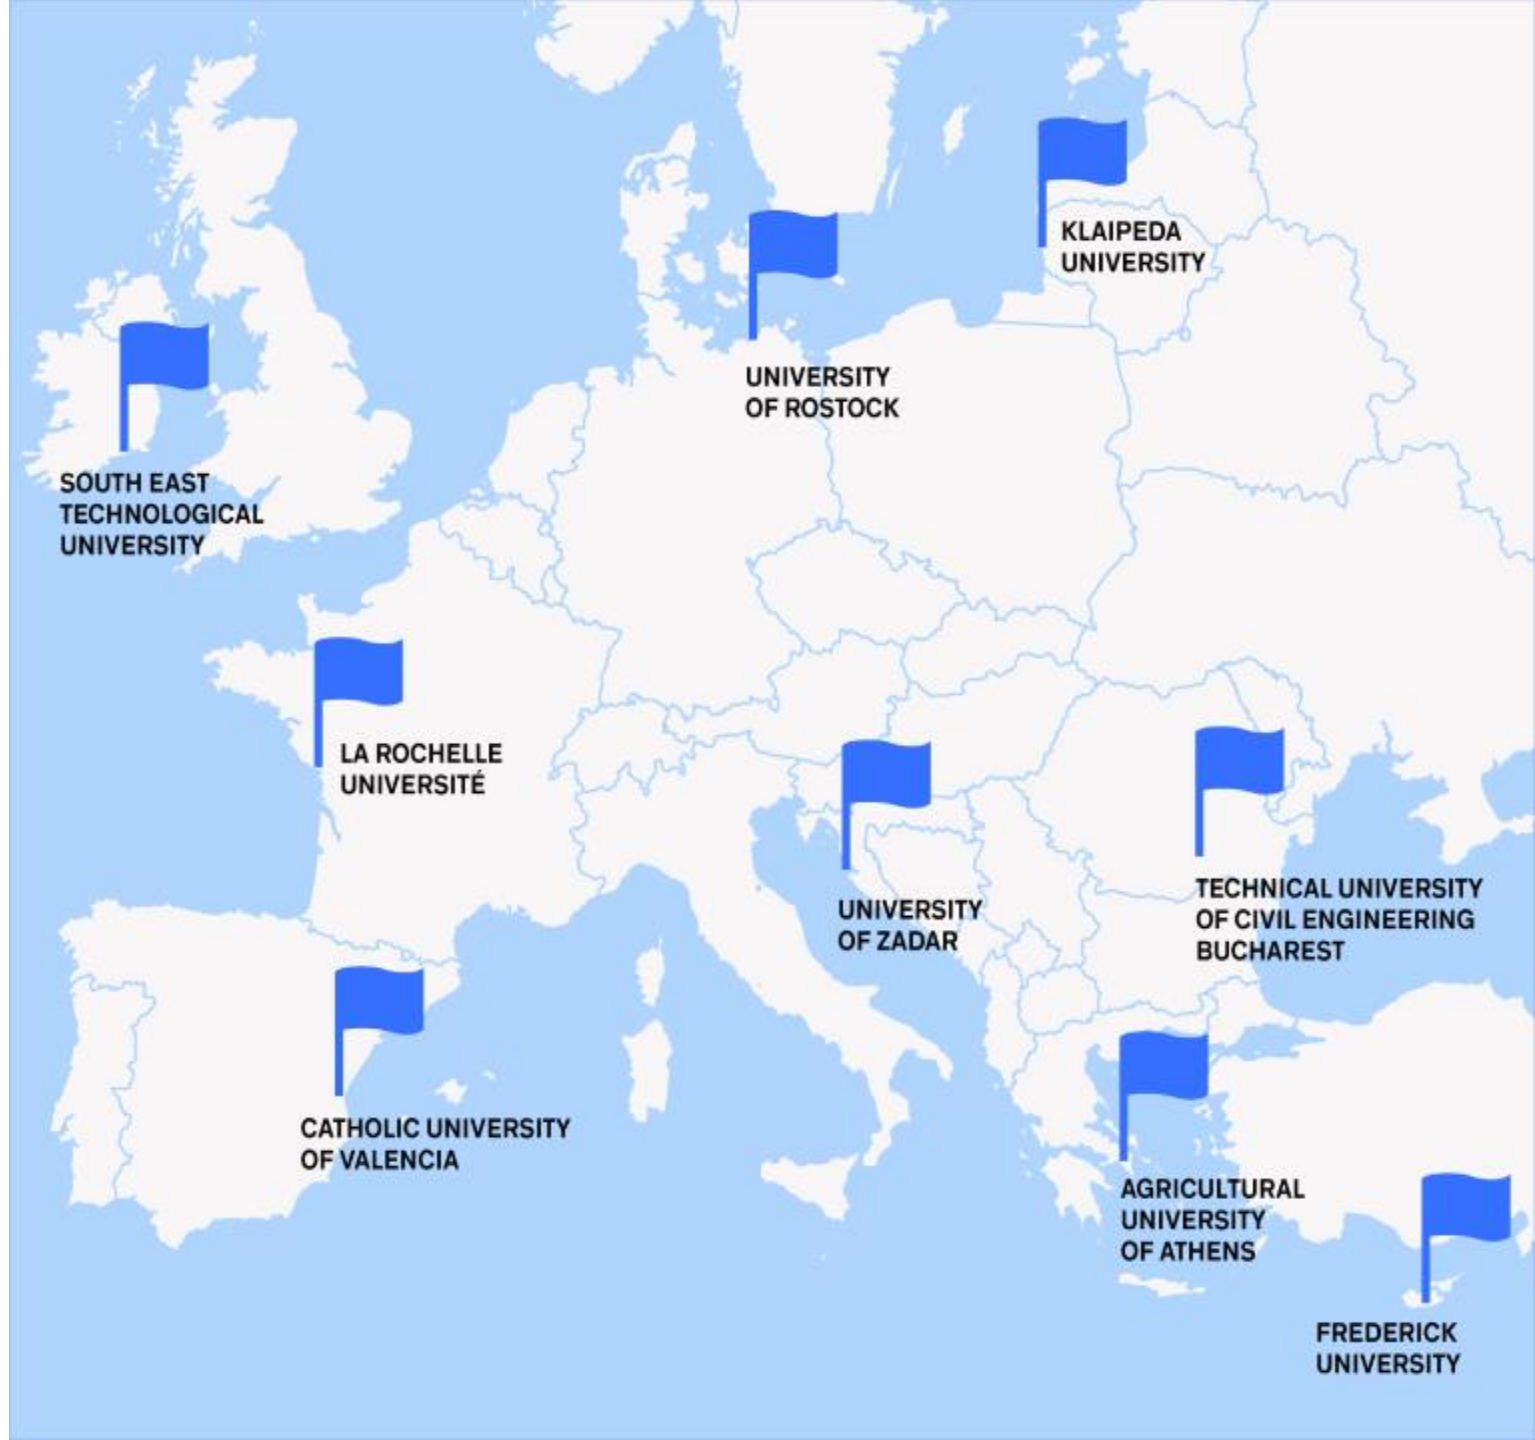 KLAIPEDA
UNIVERSITY
UNIVERSITY
OF ROSTOCK
SOUTH EAST
TECHNOLOGICAL
UNIVERSITY
LA ROCHELLE
UNIVERSITÉ
UNIVERSITY
OF ZADAR
TECHNICAL UNIVERSITY
OF CIVIL ENGINEERING
BUCHAREST
CATHOLIC UNIVERSITY
OF VALENCIA
AGRICULTURAL
UNIVERSITY
OF ATHENS
FREDERICK
UNIVERSITY